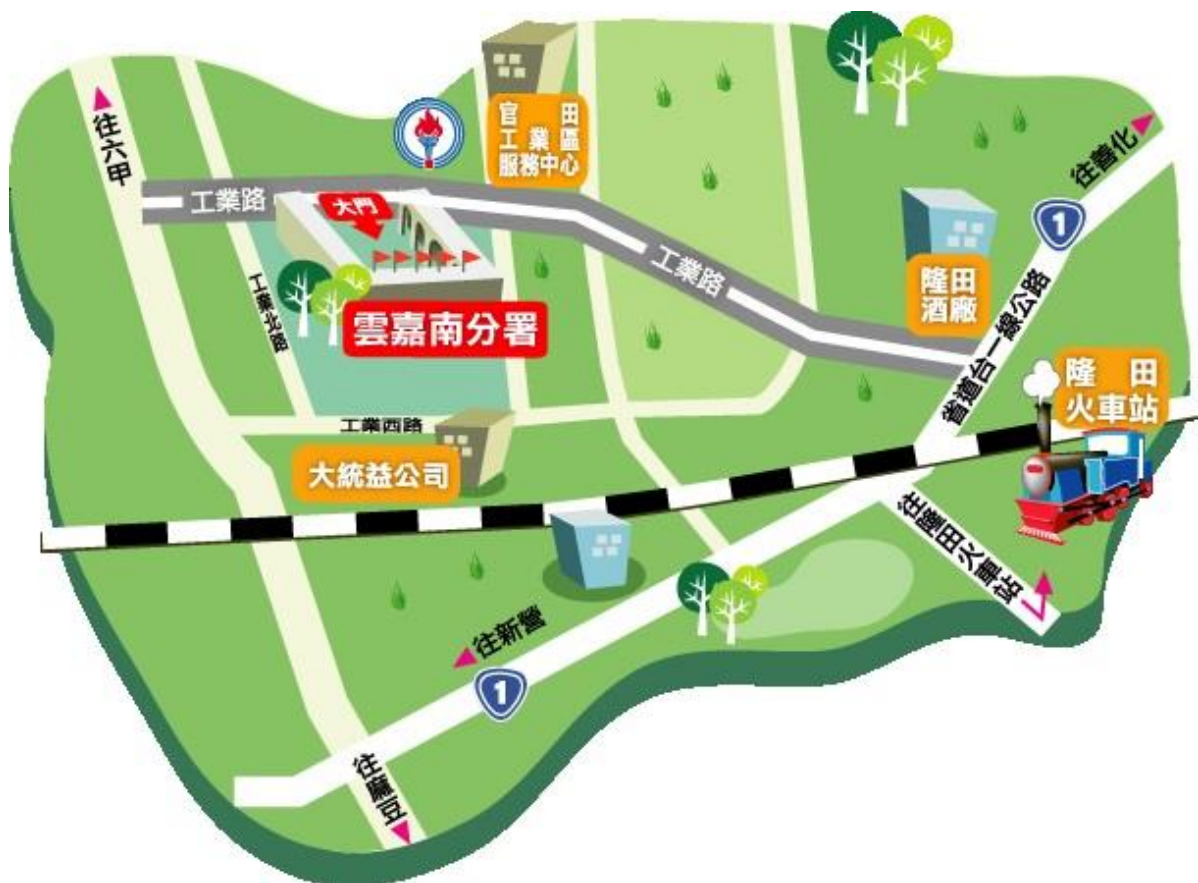 官田
工業區
服務中心
往六甲
往善化
1
工業路
大門
工業路
隆田
酒廠
工業北路
雲嘉南分署
省道台一線公路
隆田
火車站
工業西路
大統益公司
往隆田火車站
往新營
1
往麻豆